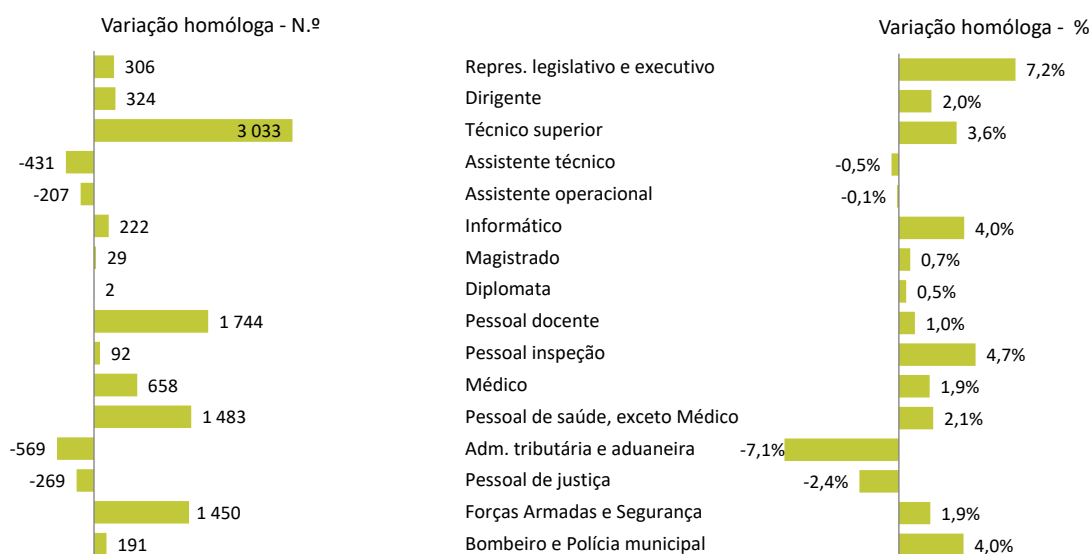 Variação homóloga - N.º Variação homóloga - %
306 Repres. legislativo e executivo 7,2%
324 Dirigente 2,0%
3 033 Técnico superior 3,6%
-431 Assistente técnico -0,5%
-207 Assistente operacional -0,1%
222 Informático 4,0%
29 Magistrado 0,7%
2 Diplomata 0,5%
1 744 Pessoal docente 1,0%
92 Pessoal inspeção 4,7%
658 Médico 1,9%
1 483 Pessoal de saúde, exceto Médico 2,1%
-569 Adm. tributária e aduaneira -7,1%
-269 Pessoal de justiça -2,4%
1 450 Forças Armadas e Segurança 1,9%
191 Bombeiro e Polícia municipal 4,0%